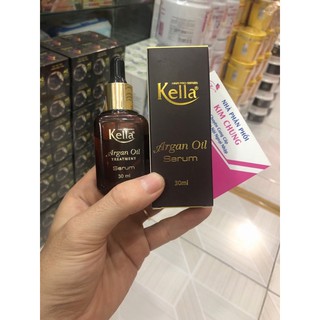 Kella
Argan Oil
TREATMENT
Serum
30 ml
Kella
Argan Oil
Serum
30ml
NHÀ PHÂN PHỐI
KIM CHUNG